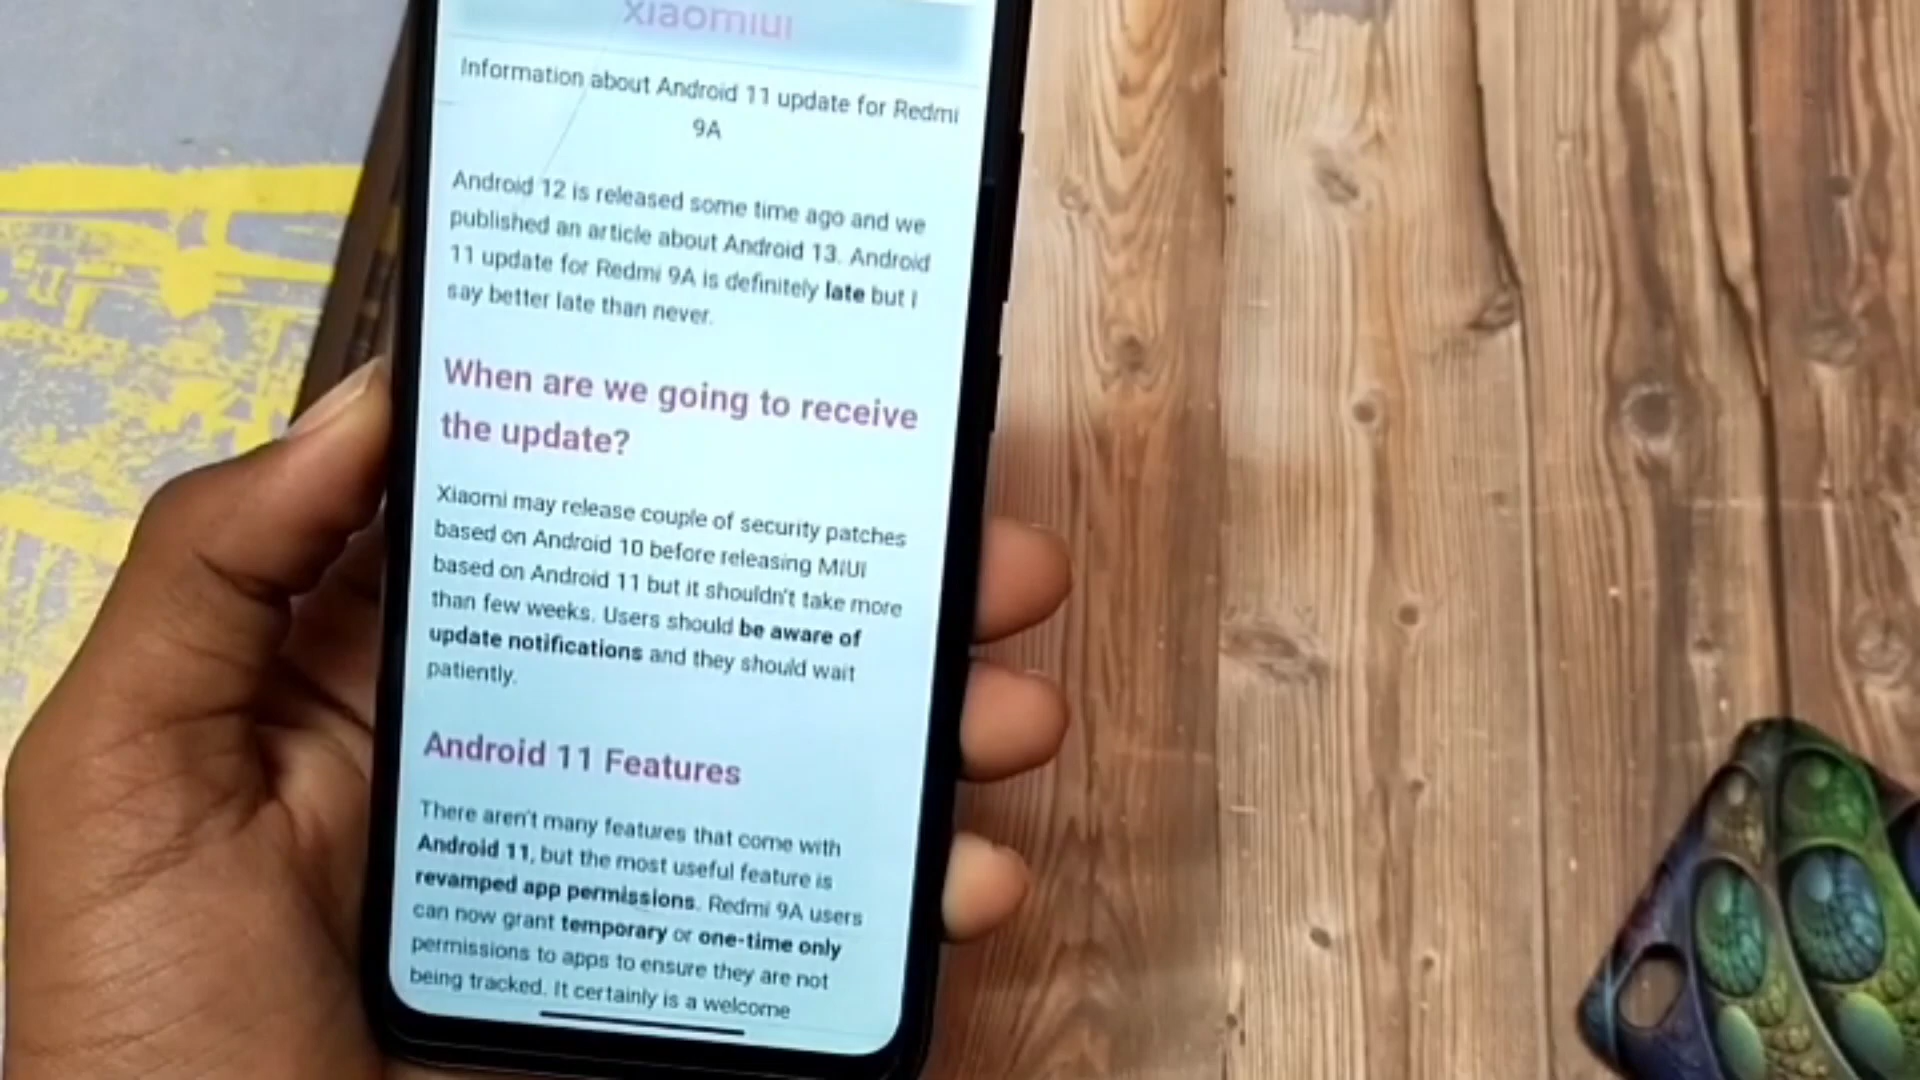 xiaomiui
Information about Android 11 update for Redmi
9A
Android 12 is released some time ago and we
published an article about Android 13. Android
11 update for Redmi 9A is definitely late but I
say better late than never.
When are we going to receive
the update?
Xiaomi may release couple of security patches
based on Android 10 before releasing MIUI
based on Android 11 but it shouldn't take more
than few weeks. Users should be aware of
update notifications and they should wait
patiently.
Android 11 Features
There aren't many features that come with
Android 11, but the most useful feature is
revamped app permissions. Redmi 9A users
can now grant temporary or one-time only
permissions to apps to ensure they are not
being tracked. It certainly is a welcome